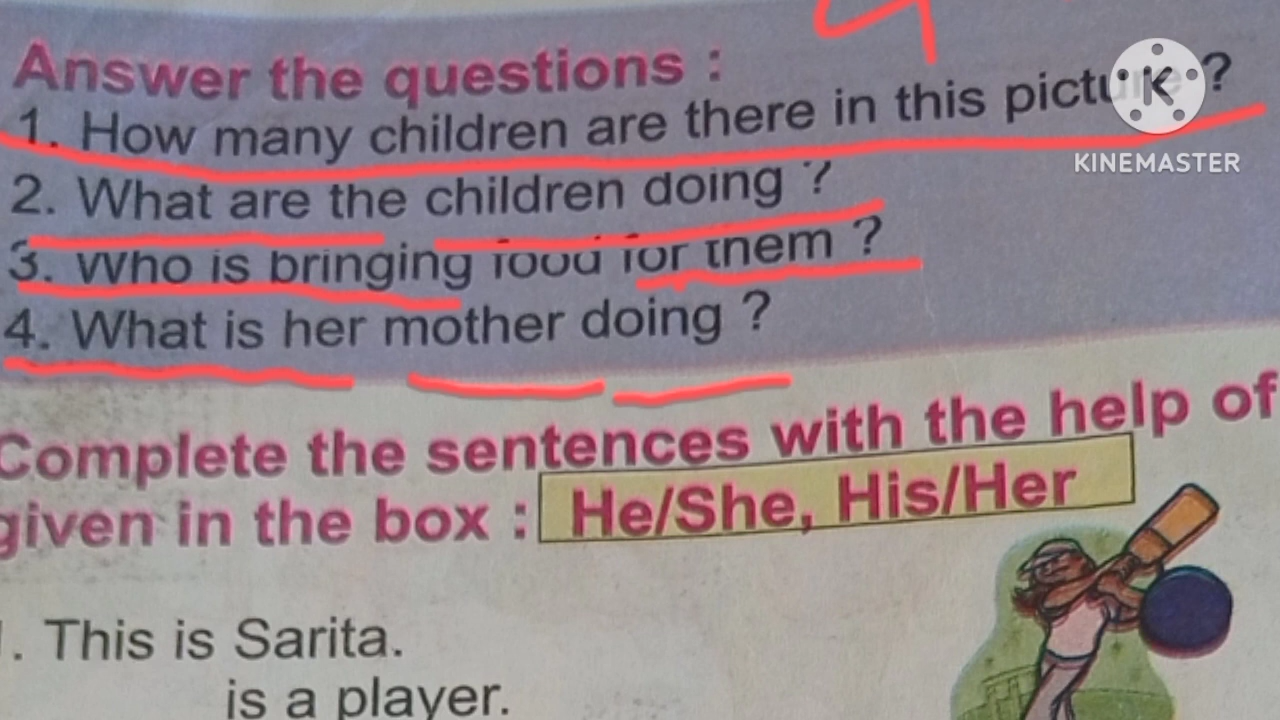 Answer the questions :
1. How many children are there in this picture ?
KINEMASTER
2. What are the children doing ?
3. Who is bringing food for them ?
4. What is her mother doing ?
Complete the sentences with the help of
given in the box : He/She, His/Her
1. This is Sarita.
is a player.